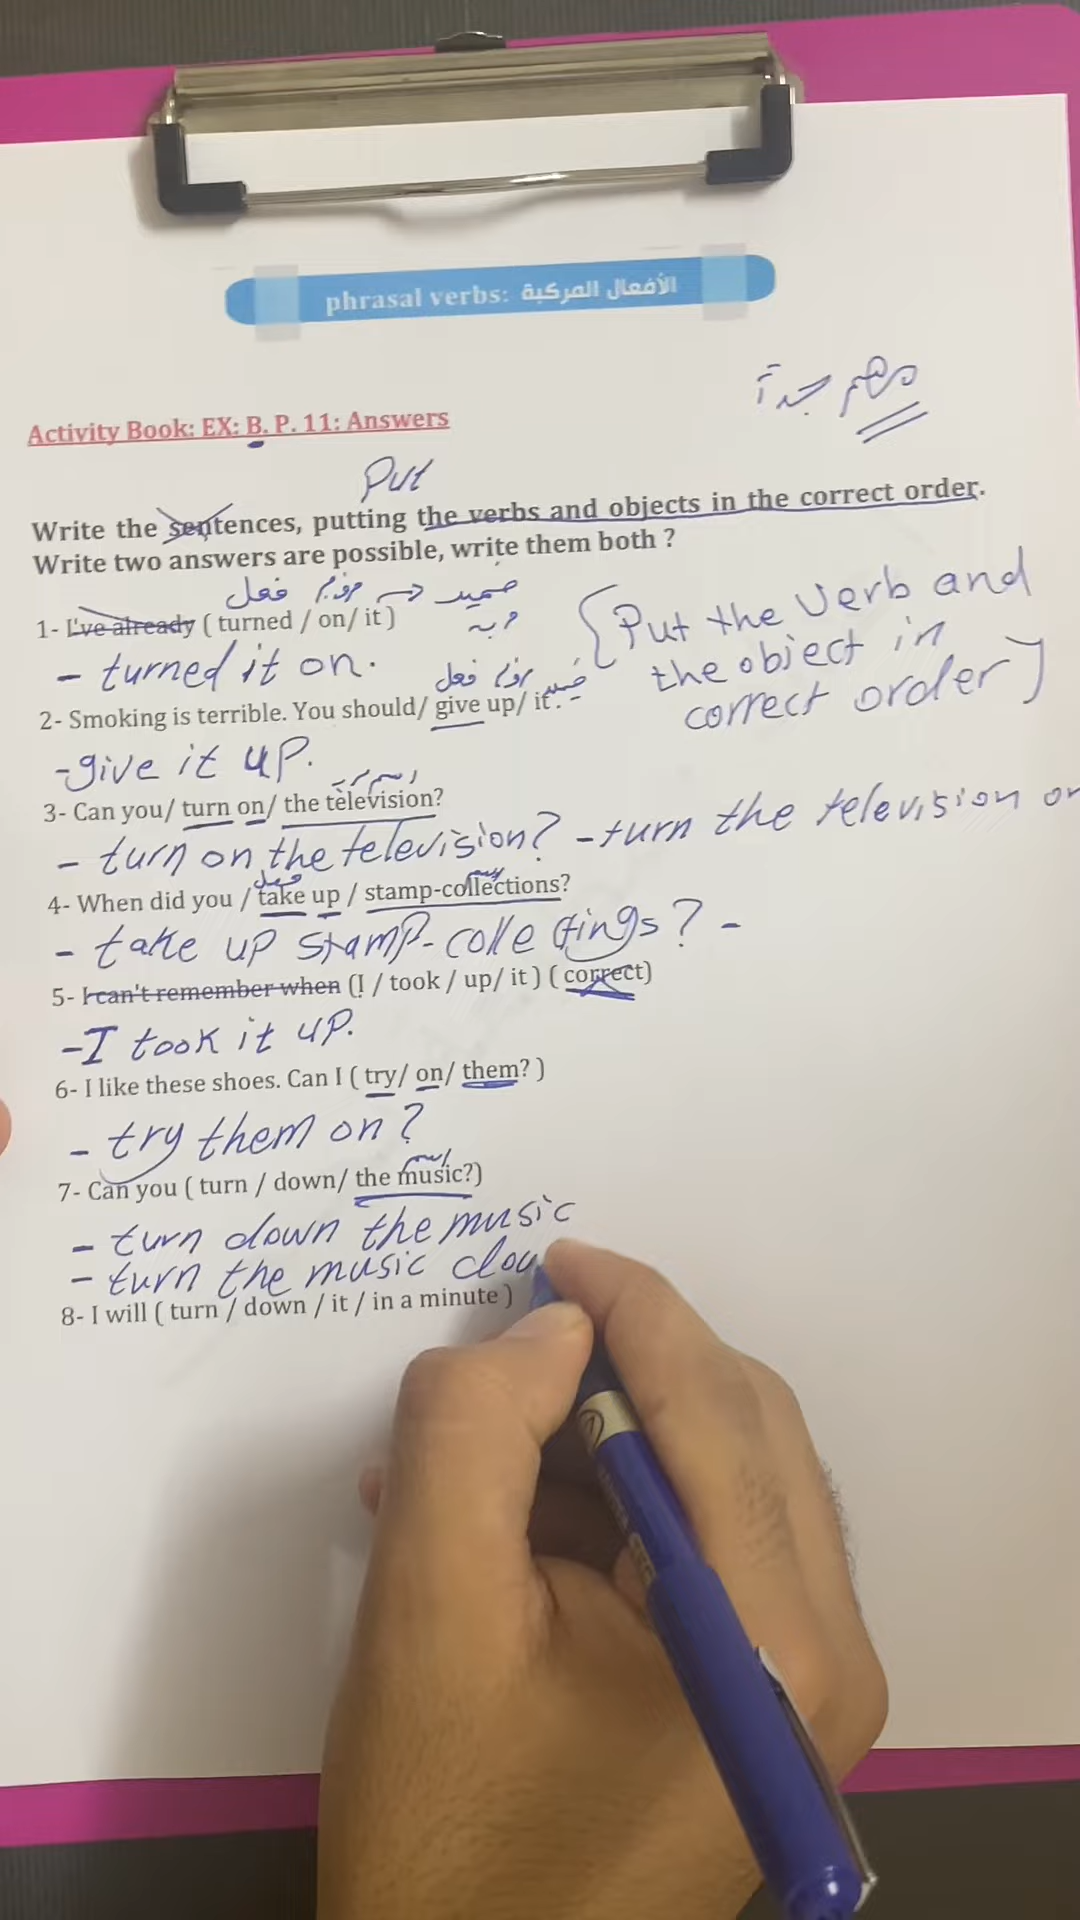 phrasal verbs: الأفعال المركبة
مهم جداً
Activity Book: EX: B. P. 11: Answers
Put
Write the sentences, putting the verbs and objects in the correct order.
Write two answers are possible, write them both ?
ضمير فعل
1- I've already ( turned / on/ it )
- turned it on.
{Put the verb and
the object in
correct order}
فعل ضمير
2- Smoking is terrible. You should/ give up/ it.
-give it up.
3- Can you/ turn on/ the television?
- turn on the television? -turn the television on
فعل اسم
4- When did you / take up / stamp-collections?
- take up stamp-collectings? -
5- I can't remember when (I / took / up/ it ) ( correct)
-I took it up.
6- I like these shoes. Can I ( try/ on/ them? )
- try them on?
اسم
7- Can you ( turn / down/ the music?)
- turn down the music
- turn the music dow
8- I will ( turn / down / it / in a minute )